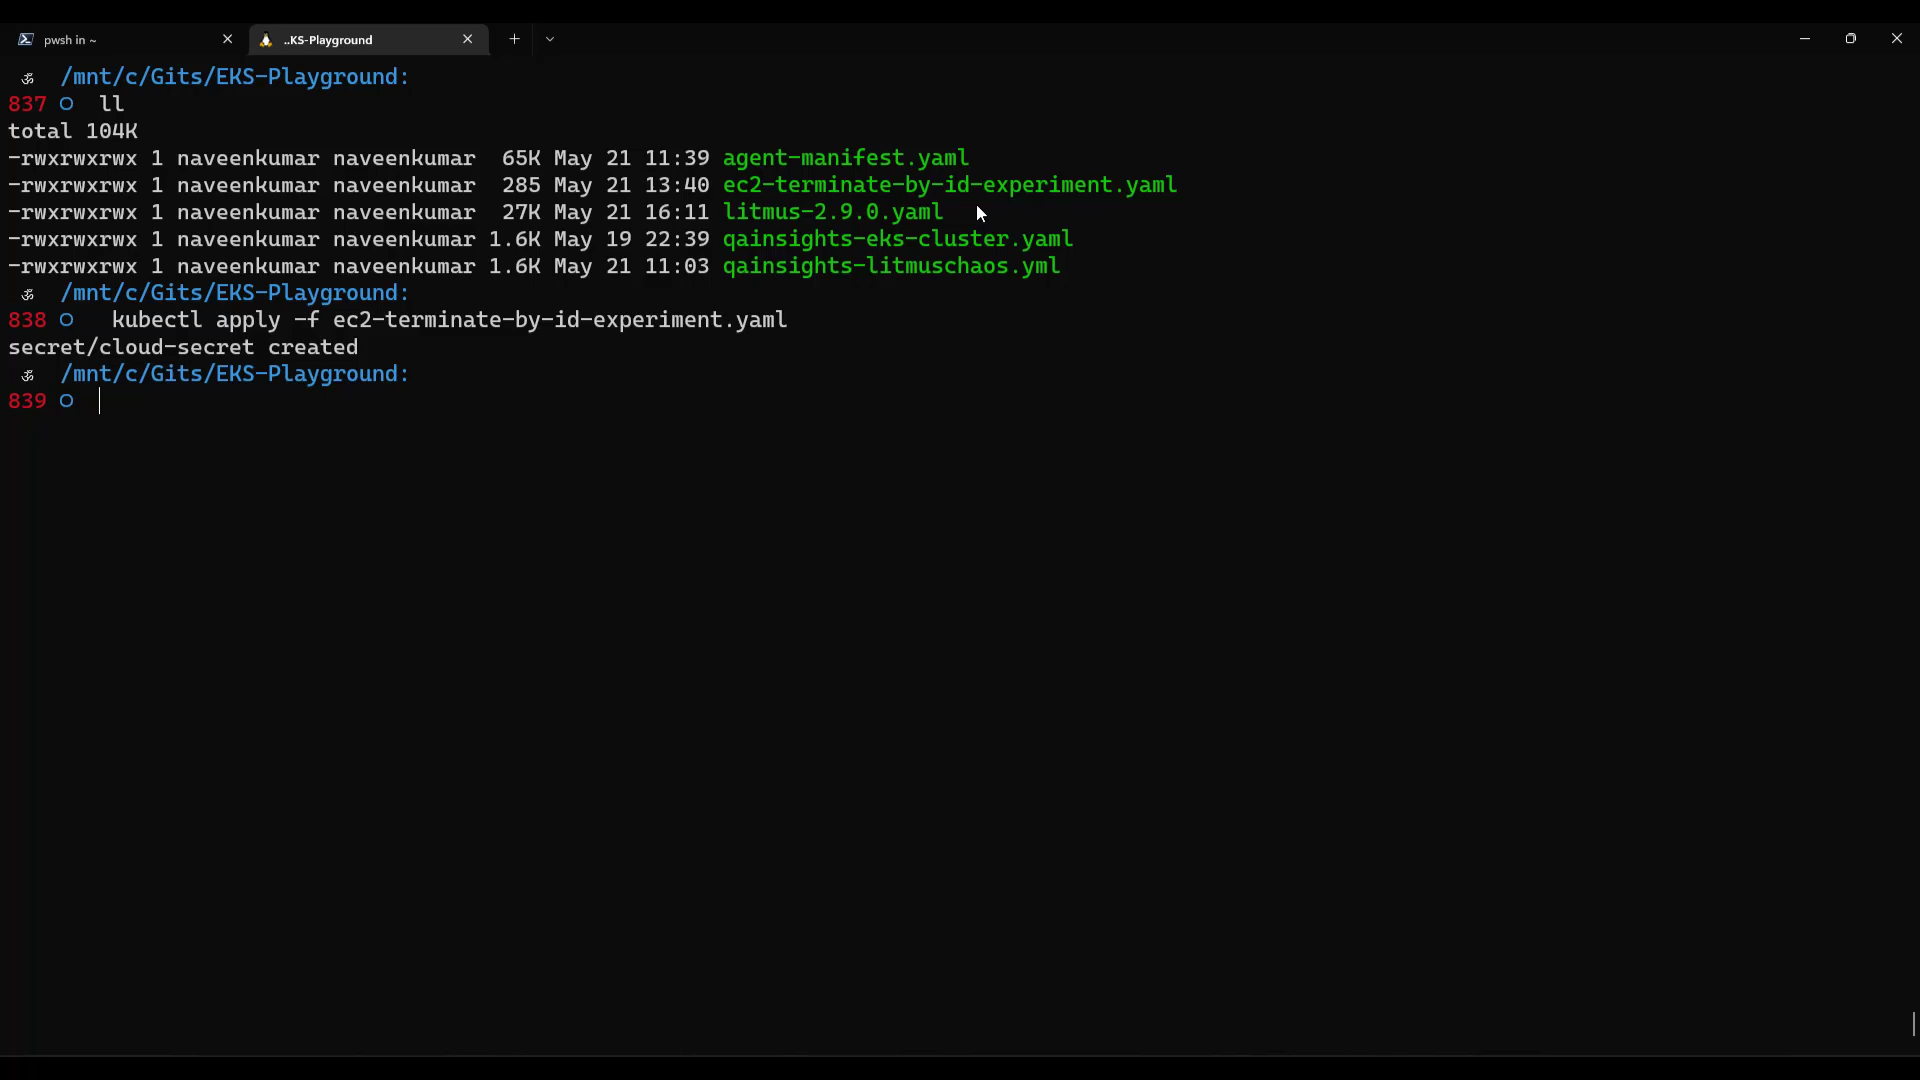 pwsh in ~
..KS-Playground
ॐ /mnt/c/Gits/EKS-Playground:
837 ○ ll
total 104K
-rwxrwxrwx 1 naveenkumar naveenkumar  65K May 21 11:39 agent-manifest.yaml
-rwxrwxrwx 1 naveenkumar naveenkumar  285 May 21 13:40 ec2-terminate-by-id-experiment.yaml
-rwxrwxrwx 1 naveenkumar naveenkumar  27K May 21 16:11 litmus-2.9.0.yaml
-rwxrwxrwx 1 naveenkumar naveenkumar 1.6K May 19 22:39 qainsights-eks-cluster.yaml
-rwxrwxrwx 1 naveenkumar naveenkumar 1.6K May 21 11:03 qainsights-litmuschaos.yml
ॐ /mnt/c/Gits/EKS-Playground:
838 ○ kubectl apply -f ec2-terminate-by-id-experiment.yaml
secret/cloud-secret created
ॐ /mnt/c/Gits/EKS-Playground:
839 ○